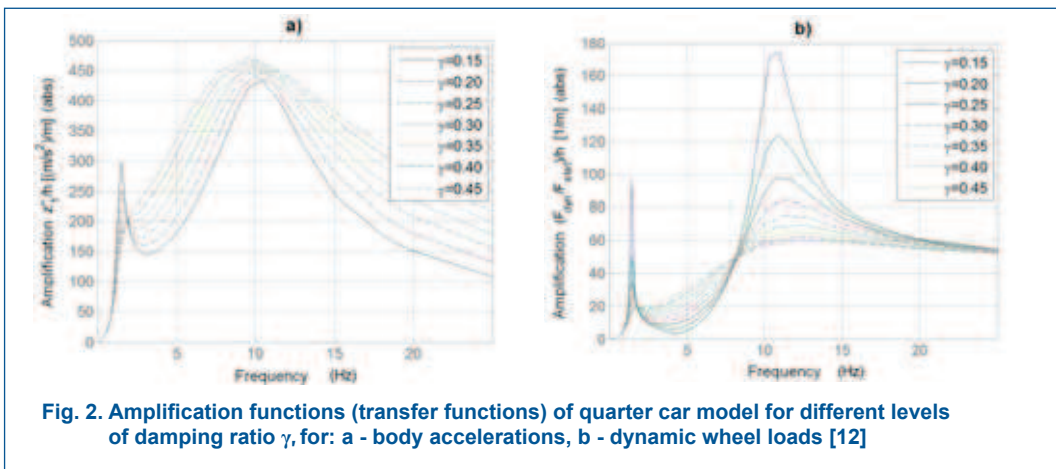 a)
500
450
400
350
300
250
200
150
100
50
0
5
10
15
20
Frequency (Hz)
Amplification z̈₁/h [(m/s²)/m] (abs)
γ=0.15
γ=0.20
γ=0.25
γ=0.30
γ=0.35
γ=0.40
γ=0.45
b)
180
160
140
120
100
80
60
40
20
0
5
10
15
20
Frequency (Hz)
Amplification (F_dyn/F_stat)/h [1/m] (abs)
γ=0.15
γ=0.20
γ=0.25
γ=0.30
γ=0.35
γ=0.40
γ=0.45
Fig. 2. Amplification functions (transfer functions) of quarter car model for different levels
of damping ratio γ, for: a - body accelerations, b - dynamic wheel loads [12]